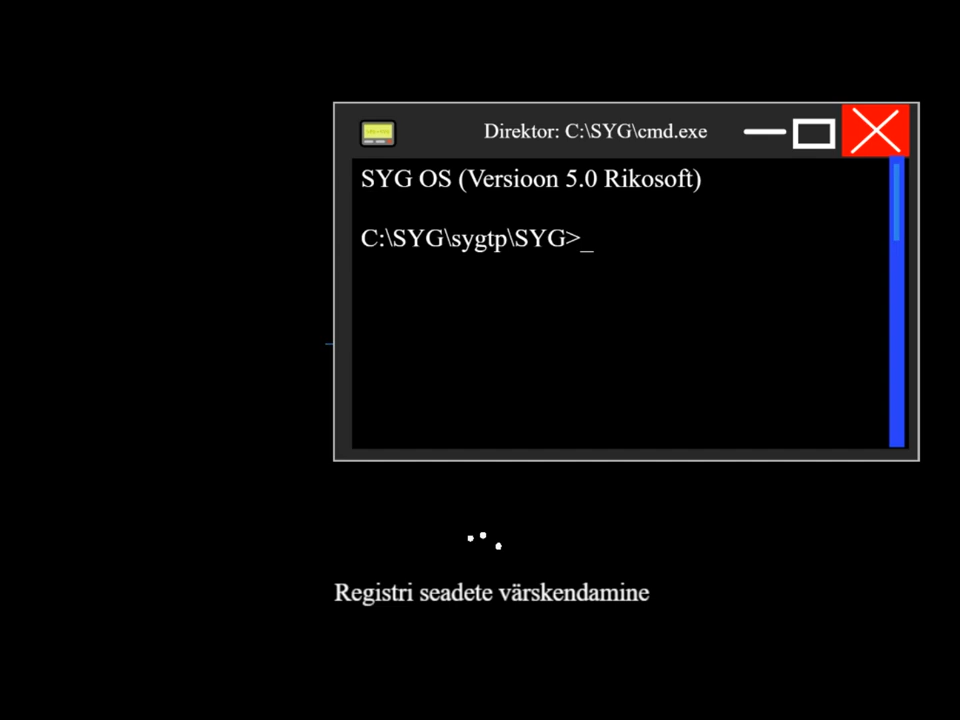 Direktor: C:\SYG\cmd.exe
SYG OS (Versioon 5.0 Rikosoft)
C:\SYG\sygtp\SYG>_
Registri seadete värskendamine